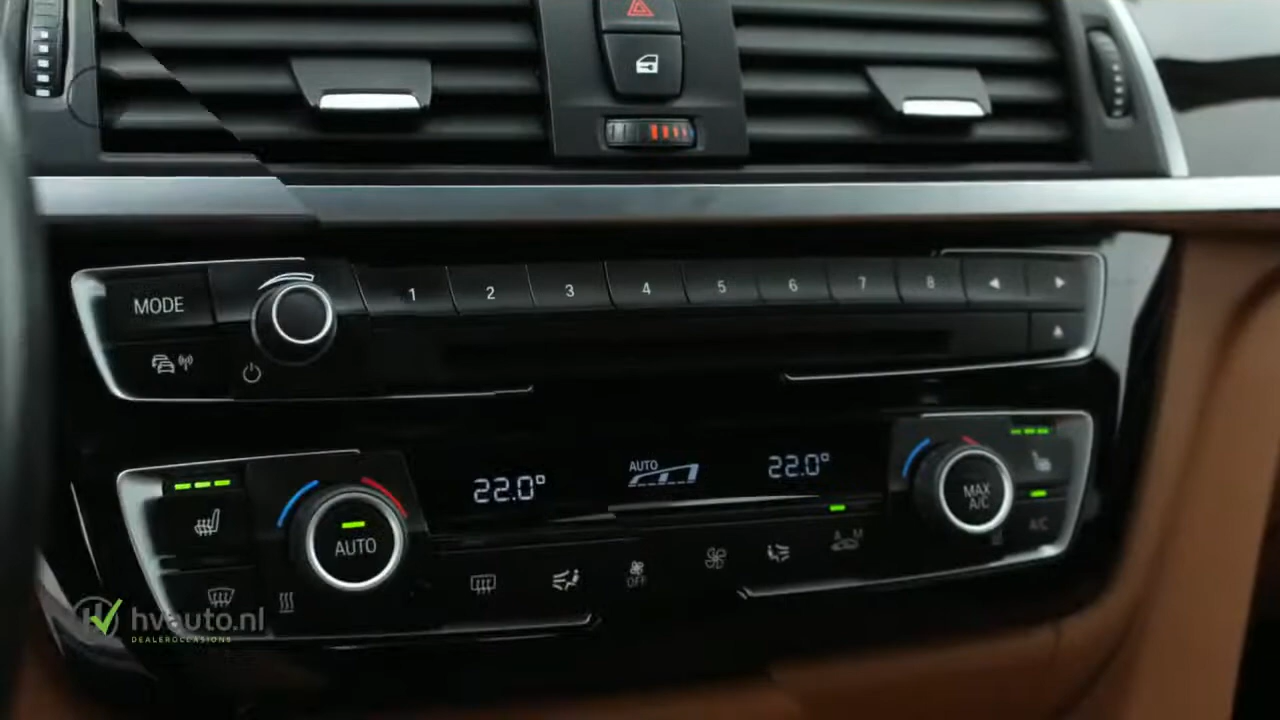 MODE
1 2 3 4 5 6 7 8
22.0°
AUTO
22.0°
MAX
A/C
AUTO
A/C
A M
OFF
hvauto.nl
DEALEROCCASIONS